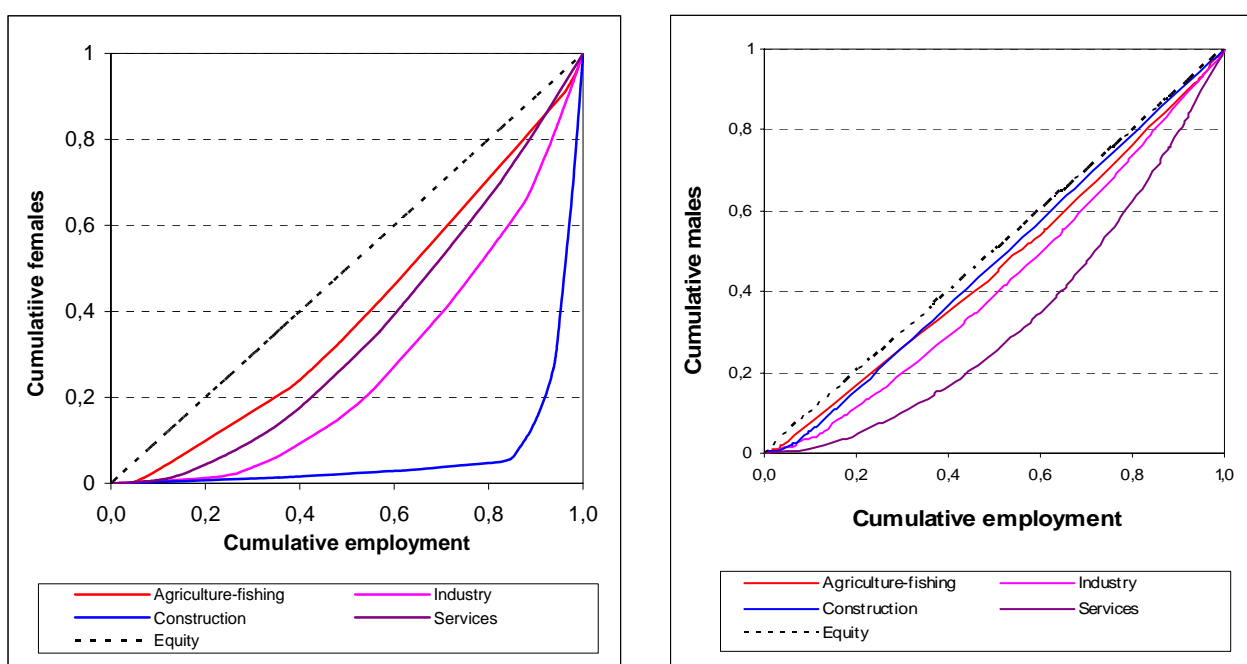 1
0,8
0,6
0,4
0,2
0
0,0 0,2 0,4 0,6 0,8 1,0
Cumulatiive females
Cumulative employment
Agriculture-fishing Industry
Construction Services
Equity
1
0,8
0,6
0,4
0,2
0
0,0 0,2 0,4 0,6 0,8 1,0
Cumulative males
Cumulative employment
Agriculture-fishing Industry
Construction Services
Equity